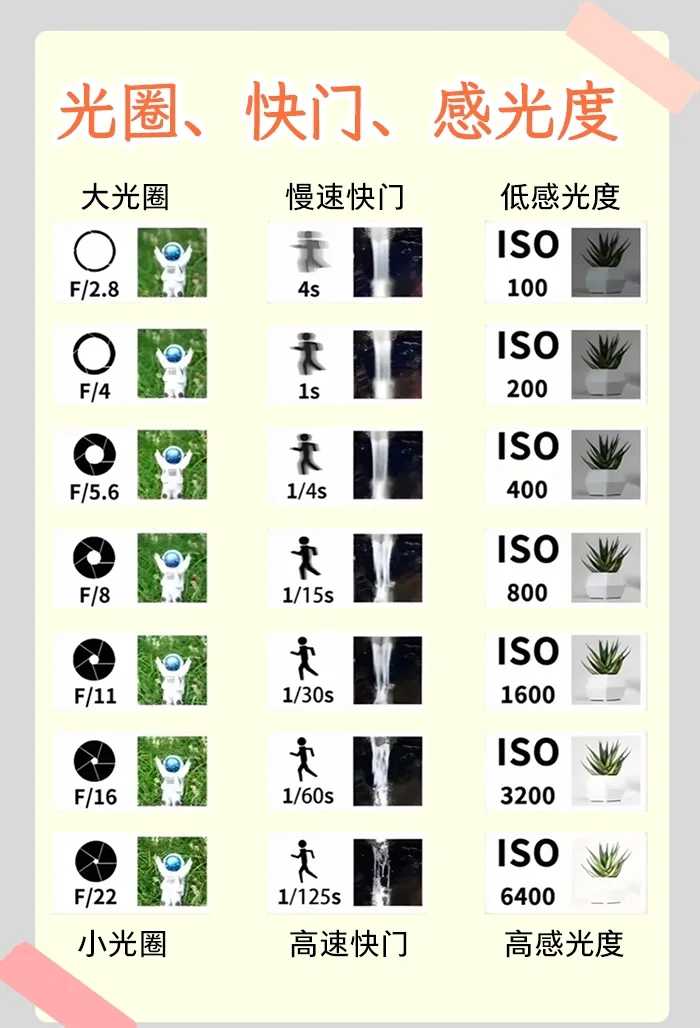 光圈、快门、感光度
大光圈
慢速快门
低感光度
F/2.8
4s
ISO
100
F/4
1s
ISO
200
F/5.6
1/4s
ISO
400
F/8
1/15s
ISO
800
F/11
1/30s
ISO
1600
F/16
1/60s
ISO
3200
F/22
1/125s
ISO
6400
小光圈
高速快门
高感光度